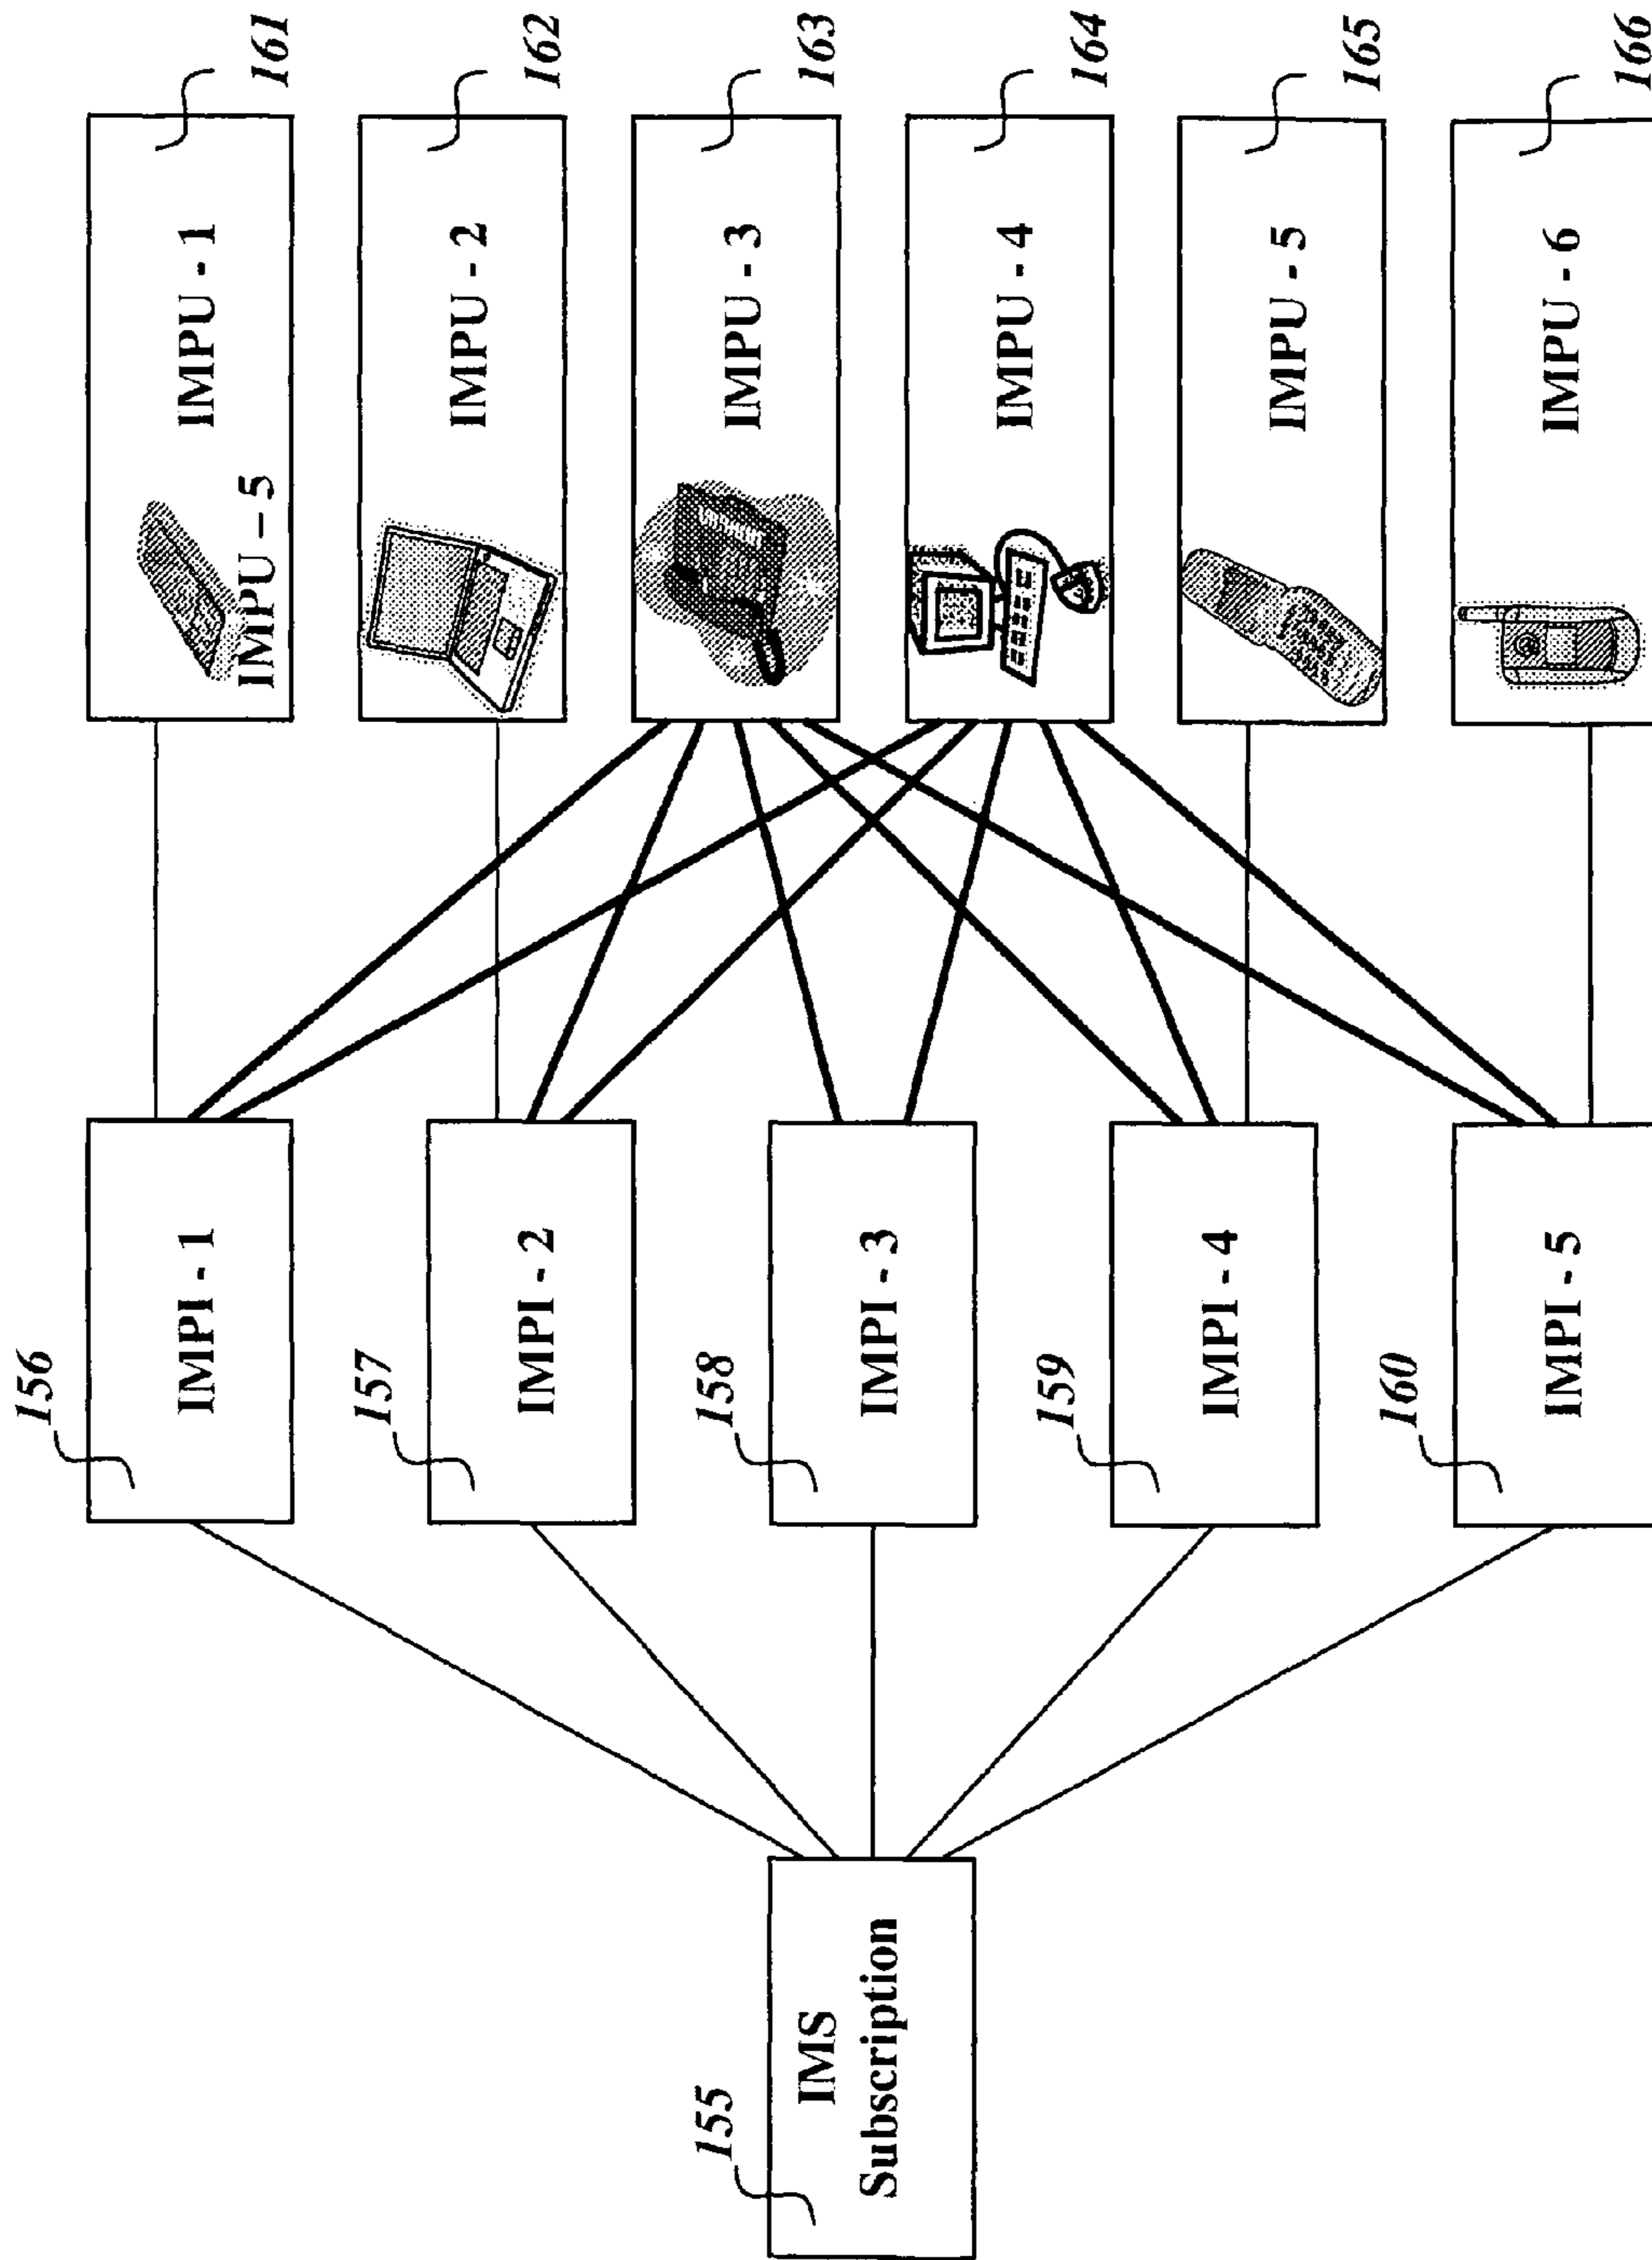 155
IMS
Subscription
156
IMPI - 1
157
IMPI - 2
158
IMPI - 3
159
IMPI - 4
160
IMPI - 5
161
IMPU - 1
IMPU – 5
162
IMPU - 2
163
IMPU - 3
164
IMPU - 4
165
IMPU - 5
166
IMPU - 6